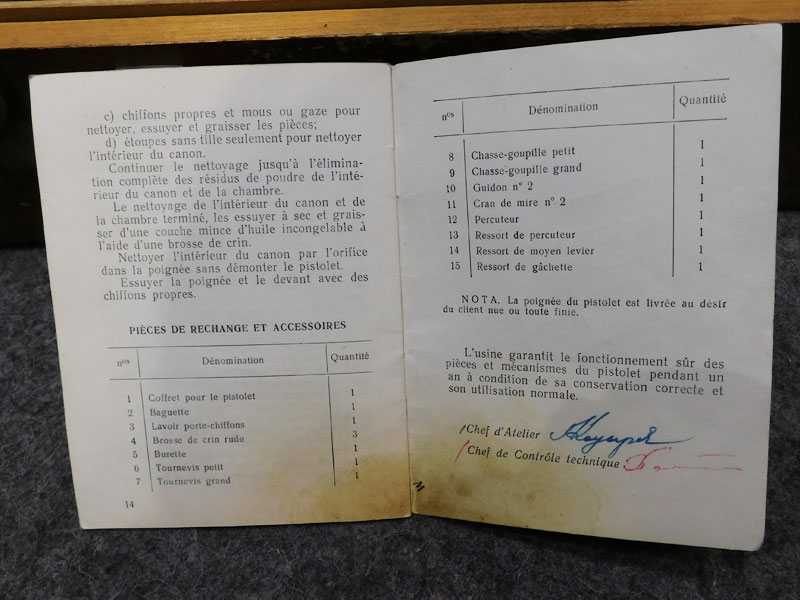 c) chiffons propres et mous ou gaze pour
nettoyer, essuyer et graisser les pièces;
d) étoupes sans tille seulement pour nettoyer
l'intérieur du canon.
Continuer le nettoyage jusqu'à l'élimina-
tion complète des résidus de poudre de l'inté-
rieur du canon et de la chambre.
Le nettoyage de l'intérieur du canon et de
la chambre terminé, les essuyer à sec et grais-
ser d'une couche mince d'huile incongelable à
l'aide d'une brosse de crin.
Nettoyer l'intérieur du canon par l'orifice
dans la poignée sans démonter le pistolet.
Essuyer la poignée et le devant avec des
chiffons propres.
PIÈCES DE RECHANGE ET ACCESSOIRES
nos Dénomination Quantité
1 Coffret pour le pistolet 1
2 Baguette 1
3 Lavoir porte-chiffons 1
4 Brosse de crin rude 3
5 Burette 1
6 Tournevis petit 1
7 Tournevis grand 1
14
nos Dénomination Quantité
8 Chasse-goupille petit 1
9 Chasse-goupille grand 1
10 Guidon n° 2 1
11 Cran de mire n° 2 1
12 Percuteur 1
13 Ressort de percuteur 1
14 Ressort de moyen levier 1
15 Ressort de gâchette 1
NOTA. La poignée du pistolet est livrée au désir
du client nue ou toute finie.
L'usine garantit le fonctionnement sûr des
pièces et mécanismes du pistolet pendant un
an à condition de sa conservation correcte et
son utilisation normale.
Chef d'Atelier
Chef de Contrôle technique